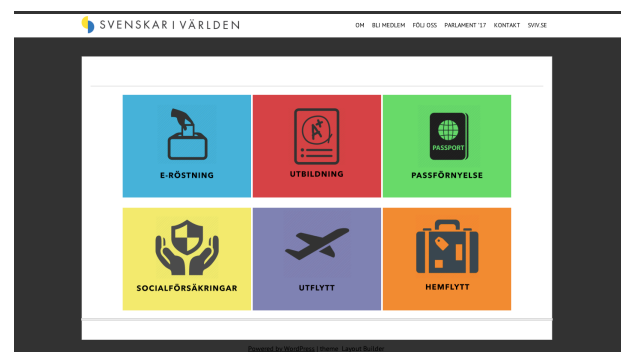 SVENSKAR I VÄRLDEN
OM BLI MEDLEM FÖLJ OSS PARLAMENT '17 KONTAKT SVIV.SE
A+
PASSPORT
E-RÖSTNING UTBILDNING PASSFÖRNYELSE
SOCIALFÖRSÄKRINGAR UTFLYTT HEMFLYTT
Powered by WordPress | theme Layout Builder